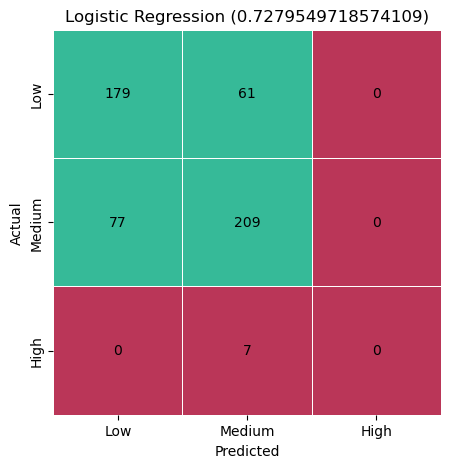 Logistic Regression (0.7279549718574109)
Low
179
61
0
Actual
Medium
77
209
0
High
0
7
0
Low
Medium
High
Predicted